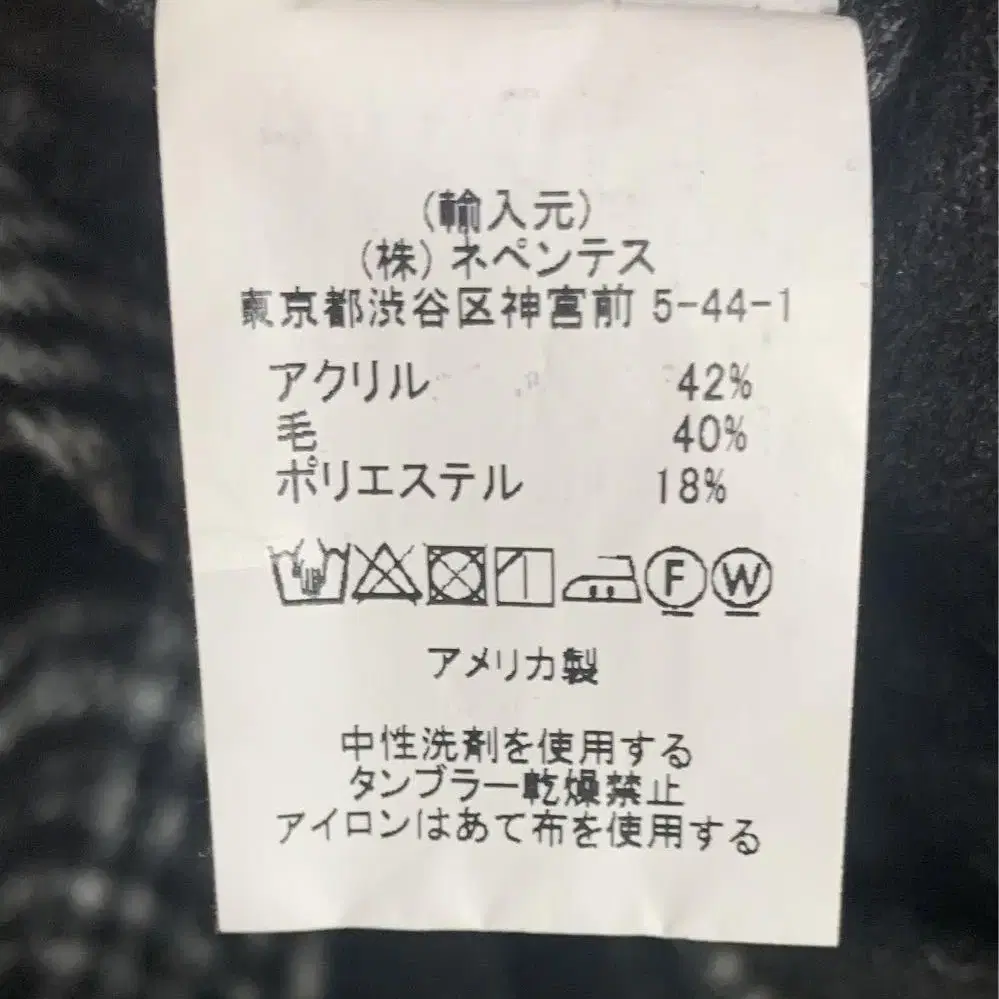 (輸入元)
(株) ネペンテス
東京都渋谷区神宮前 5-44-1
アクリル 42%
毛 40%
ポリエステル 18%
F W
アメリカ製
中性洗剤を使用する
タンブラー乾燥禁止
アイロンはあて布を使用する